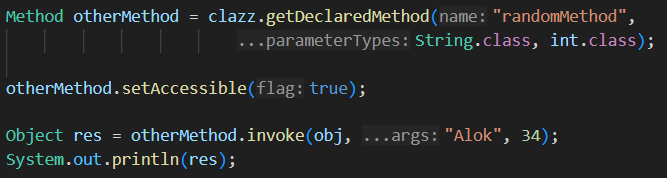 Method otherMethod = clazz.getDeclaredMethod(name:"randomMethod",
...parameterTypes:String.class, int.class);
otherMethod.setAccessible(flag:true);
Object res = otherMethod.invoke(obj, ...args:"Alok", 34);
System.out.println(res);